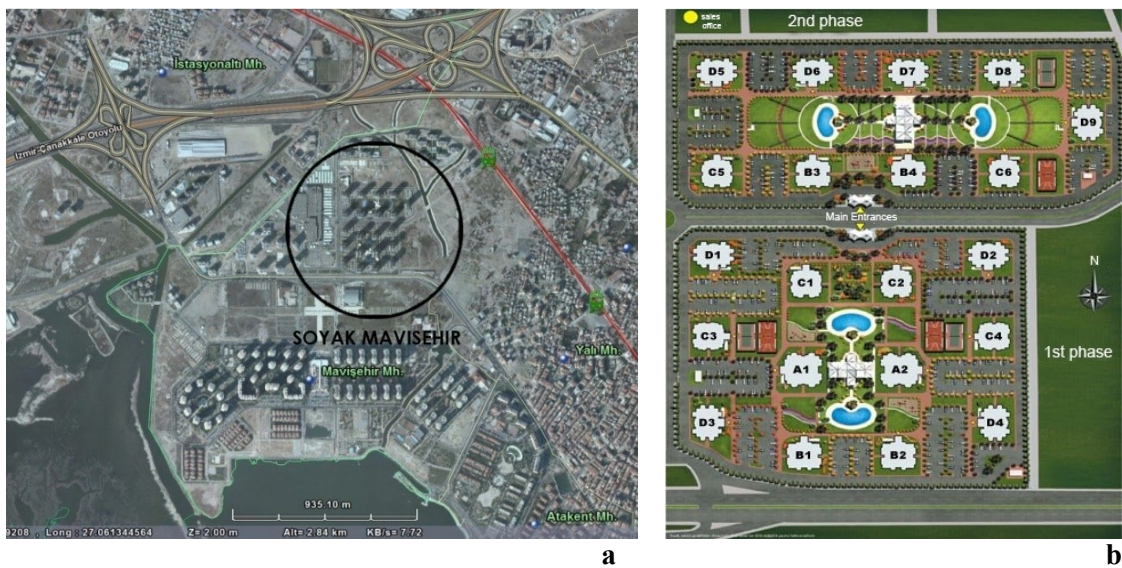 İstasyonaltı Mh.
İzmir-Çanakkale Otoyolu
SOYAK MAVISEHIR
Yalı Mh.
Mavişehir Mh.
935.10 m
Atakent Mh.
9208 , Long : 27.061344564 Z= 2.00 m Alt= 2.84 km KB/s= 7.72
a
sales
office
2nd phase
D5 D6 D7 D8
D9
C5 B3 B4 C6
Main Entrances
D1 D2
C1 C2
N
C3 C4
1st phase
A1 A2
D3 D4
B1 B2
b